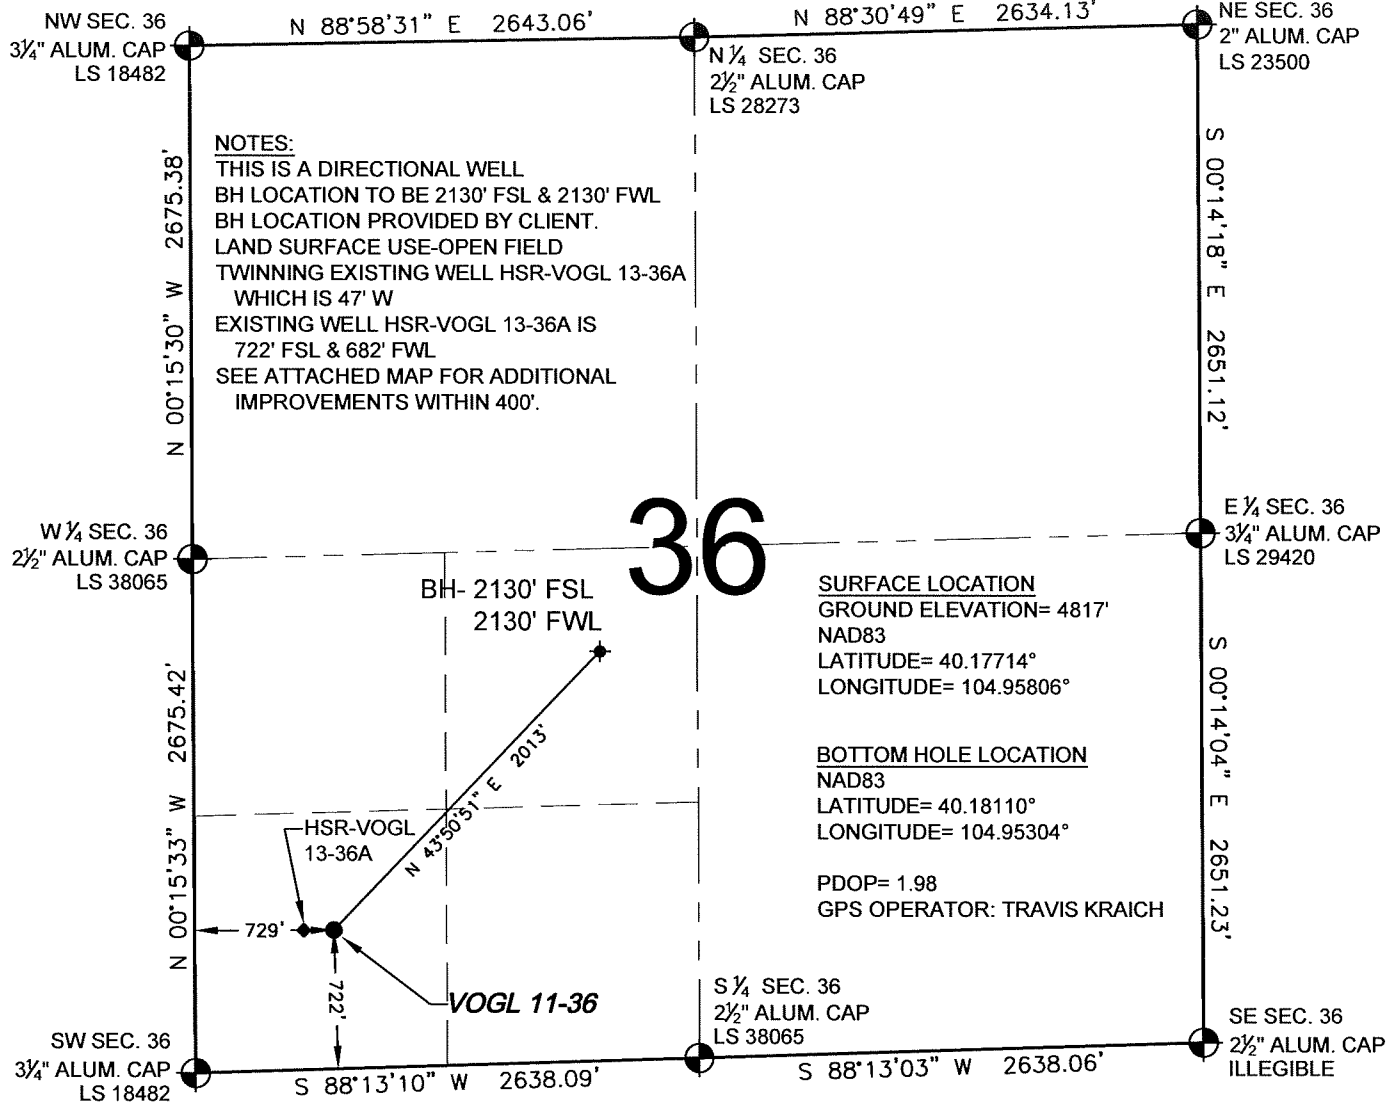 NW SEC. 36
3¼" ALUM. CAP
LS 18482
N 88°58'31" E 2643.06'
N 88°30'49" E 2634.13'
NE SEC. 36
2" ALUM. CAP
LS 23500
N ¼ SEC. 36
2½" ALUM. CAP
LS 28273
NOTES:
THIS IS A DIRECTIONAL WELL
BH LOCATION TO BE 2130' FSL & 2130' FWL
BH LOCATION PROVIDED BY CLIENT.
LAND SURFACE USE-OPEN FIELD
TWINNING EXISTING WELL HSR-VOGL 13-36A
WHICH IS 47' W
EXISTING WELL HSR-VOGL 13-36A IS
722' FSL & 682' FWL
SEE ATTACHED MAP FOR ADDITIONAL
IMPROVEMENTS WITHIN 400'.
N 00°15'30" W 2675.38'
S 00°14'18" E 2651.12'
36
W ¼ SEC. 36
2½" ALUM. CAP
LS 38065
E ¼ SEC. 36
3¼" ALUM. CAP
LS 29420
BH- 2130' FSL
2130' FWL
SURFACE LOCATION
GROUND ELEVATION= 4817'
NAD83
LATITUDE= 40.17714°
LONGITUDE= 104.95806°
BOTTOM HOLE LOCATION
NAD83
LATITUDE= 40.18110°
LONGITUDE= 104.95304°
PDOP= 1.98
GPS OPERATOR: TRAVIS KRAICH
N 00°15'33" W 2675.42'
S 00°14'04" E 2651.23'
N 43°50'51" E 2013'
HSR-VOGL
13-36A
729'
722'
VOGL 11-36
S ¼ SEC. 36
2½" ALUM. CAP
LS 38065
SW SEC. 36
3¼" ALUM. CAP
LS 18482
S 88°13'10" W 2638.09'
S 88°13'03" W 2638.06'
SE SEC. 36
2½" ALUM. CAP
ILLEGIBLE